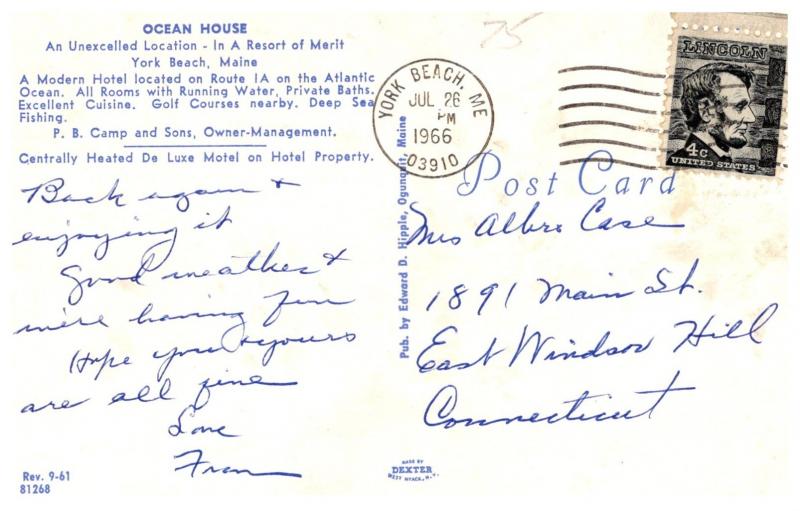 OCEAN HOUSE
An Unexcelled Location - In A Resort of Merit
York Beach, Maine
A Modern Hotel located on Route 1A on the Atlantic
Ocean. All Rooms with Running Water, Private Baths.
Excellent Cuisine. Golf Courses nearby. Deep Sea
Fishing.
P. B. Camp and Sons, Owner-Management.
Centrally Heated De Luxe Motel on Hotel Property.
Back again &
enjoying it
Good weather &
we're having fun
Hope you & yours
are all fine
Love
Fran
Rev. 9-61
81268
Pub. by Edward D. Hipple, Ogunquit, Maine
MADE BY
DEXTER
WEST NYACK, N.Y.
75
YORK BEACH, ME
JUL 26
PM
1966
03910
LINCOLN
4c
UNITED STATES
Post Card
Mrs Case
1891 Main St.
East Windsor Hill
Connecticut